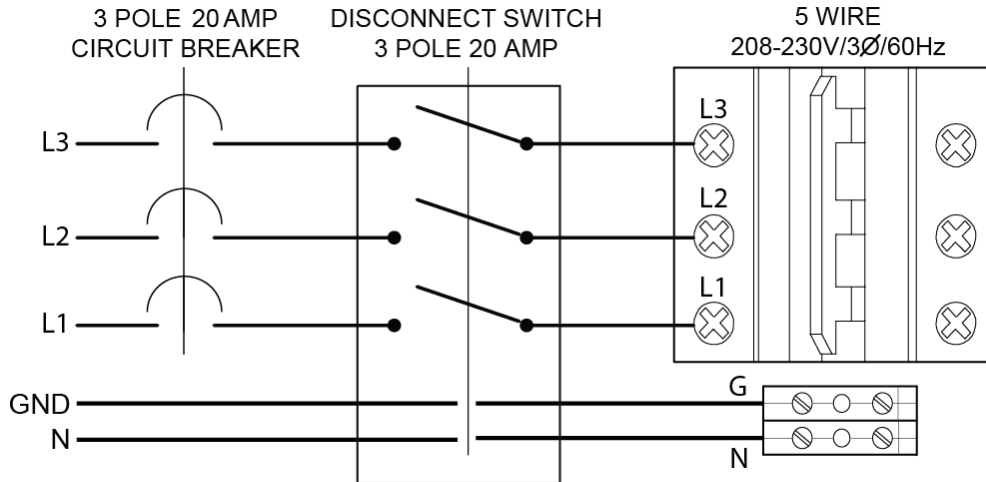 3 POLE 20 AMP
CIRCUIT BREAKER
DISCONNECT SWITCH
3 POLE 20 AMP
5 WIRE
208-230V/3Ø/60Hz
L3
L3
L2
L2
L1
L1
GND
G
N
N